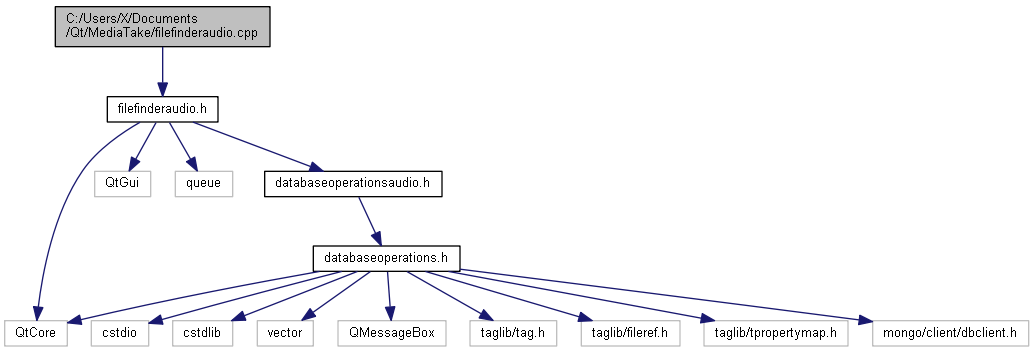 C:/Users/X/Documents
/Qt/MediaTake/filefinderaudio.cpp
filefinderaudio.h
QtGui
queue
databaseoperationsaudio.h
databaseoperations.h
QtCore
cstdio
cstdlib
vector
QMessageBox
taglib/tag.h
taglib/fileref.h
taglib/tpropertymap.h
mongo/client/dbclient.h